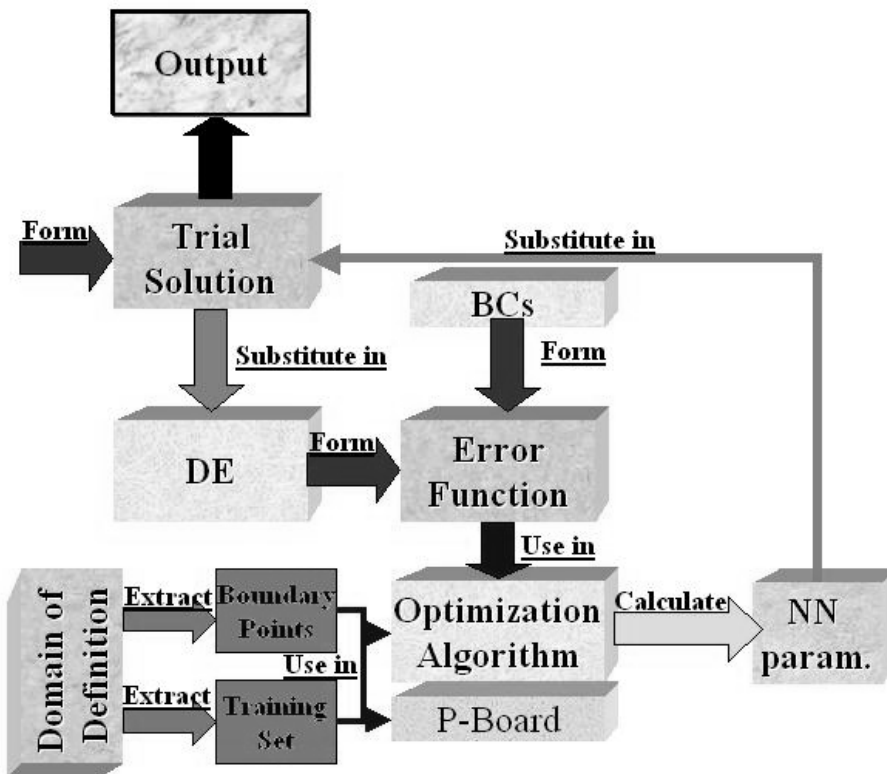 Output
Form
Trial
Solution
Substitute in
BCs
Substitute in
Form
DE
Form
Error
Function
Use in
Domain of
Definition
Extract
Boundary
Points
Use in
Extract
Training
Set
Optimization
Algorithm
P-Board
Calculate
NN
param.